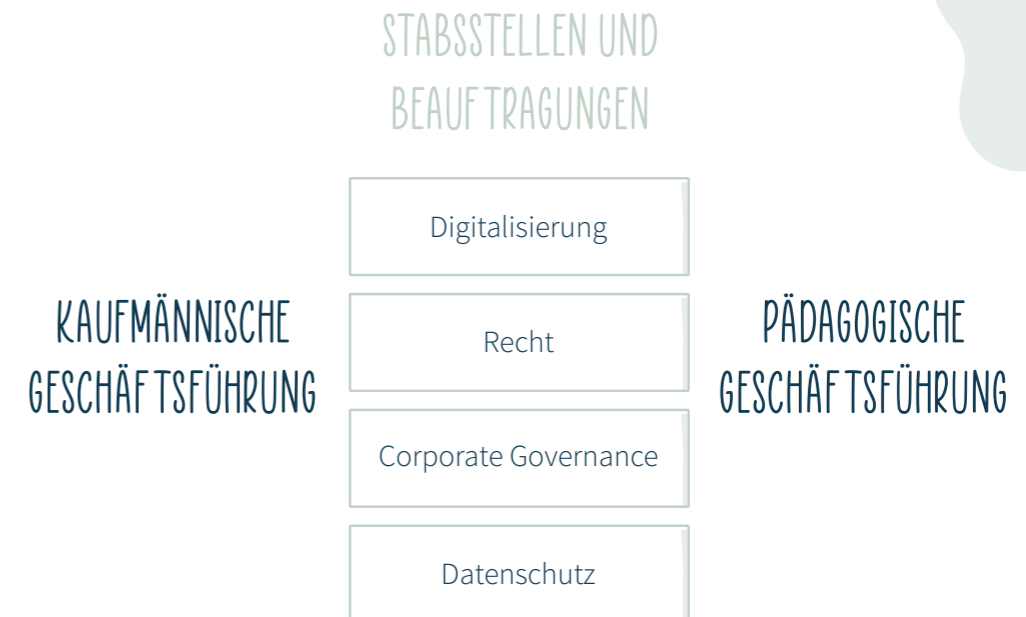 STABSSTELLEN UND
BEAUFTRAGUNGEN
Digitalisierung
KAUFMÄNNISCHE
GESCHÄFTSFÜHRUNG
Recht
Corporate Governance
PÄDAGOGISCHE
GESCHÄFTSFÜHRUNG
Datenschutz